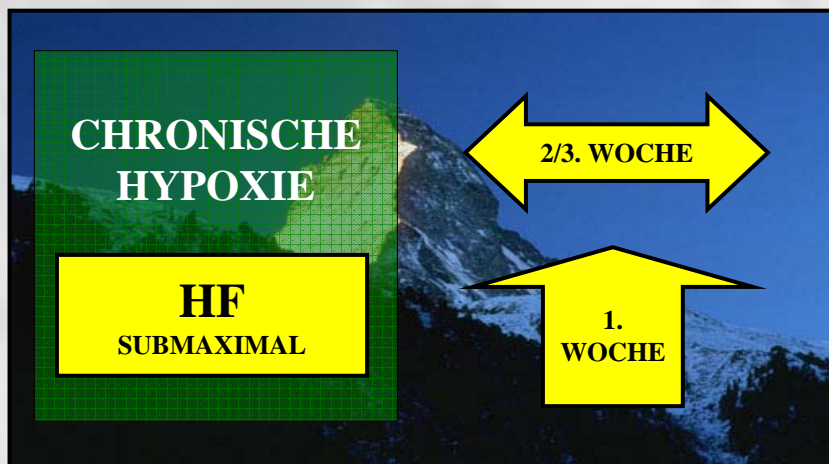 CHRONISCHE
HYPOXIE
HF
SUBMAXIMAL
2/3. WOCHE
1.
WOCHE